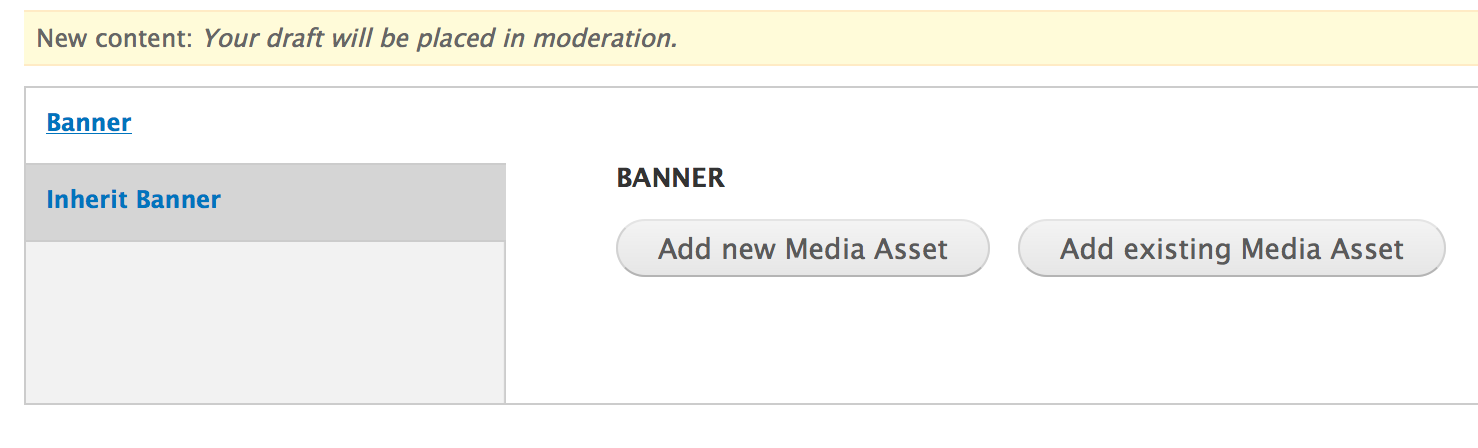 New content: Your draft will be placed in moderation.
Banner
Inherit Banner
BANNER
Add new Media Asset
Add existing Media Asset